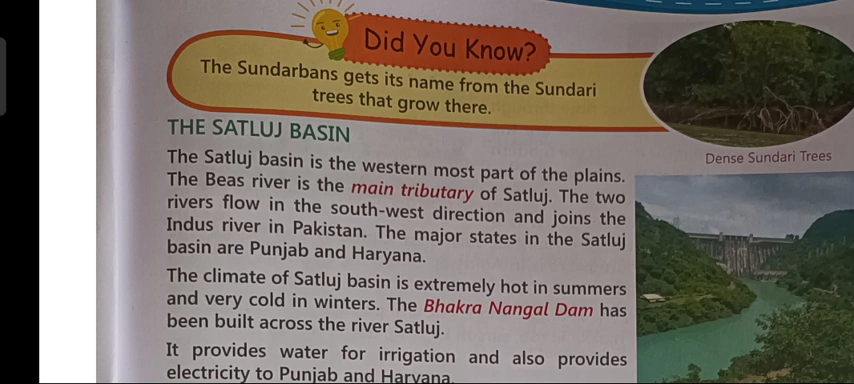 Did You Know?
The Sundarbans gets its name from the Sundari
trees that grow there.
Dense Sundari Trees
THE SATLUJ BASIN
The Satluj basin is the western most part of the plains.
The Beas river is the main tributary of Satluj. The two
rivers flow in the south-west direction and joins the
Indus river in Pakistan. The major states in the Satluj
basin are Punjab and Haryana.
The climate of Satluj basin is extremely hot in summers
and very cold in winters. The Bhakra Nangal Dam has
been built across the river Satluj.
It provides water for irrigation and also provides
electricity to Punjab and Haryana.